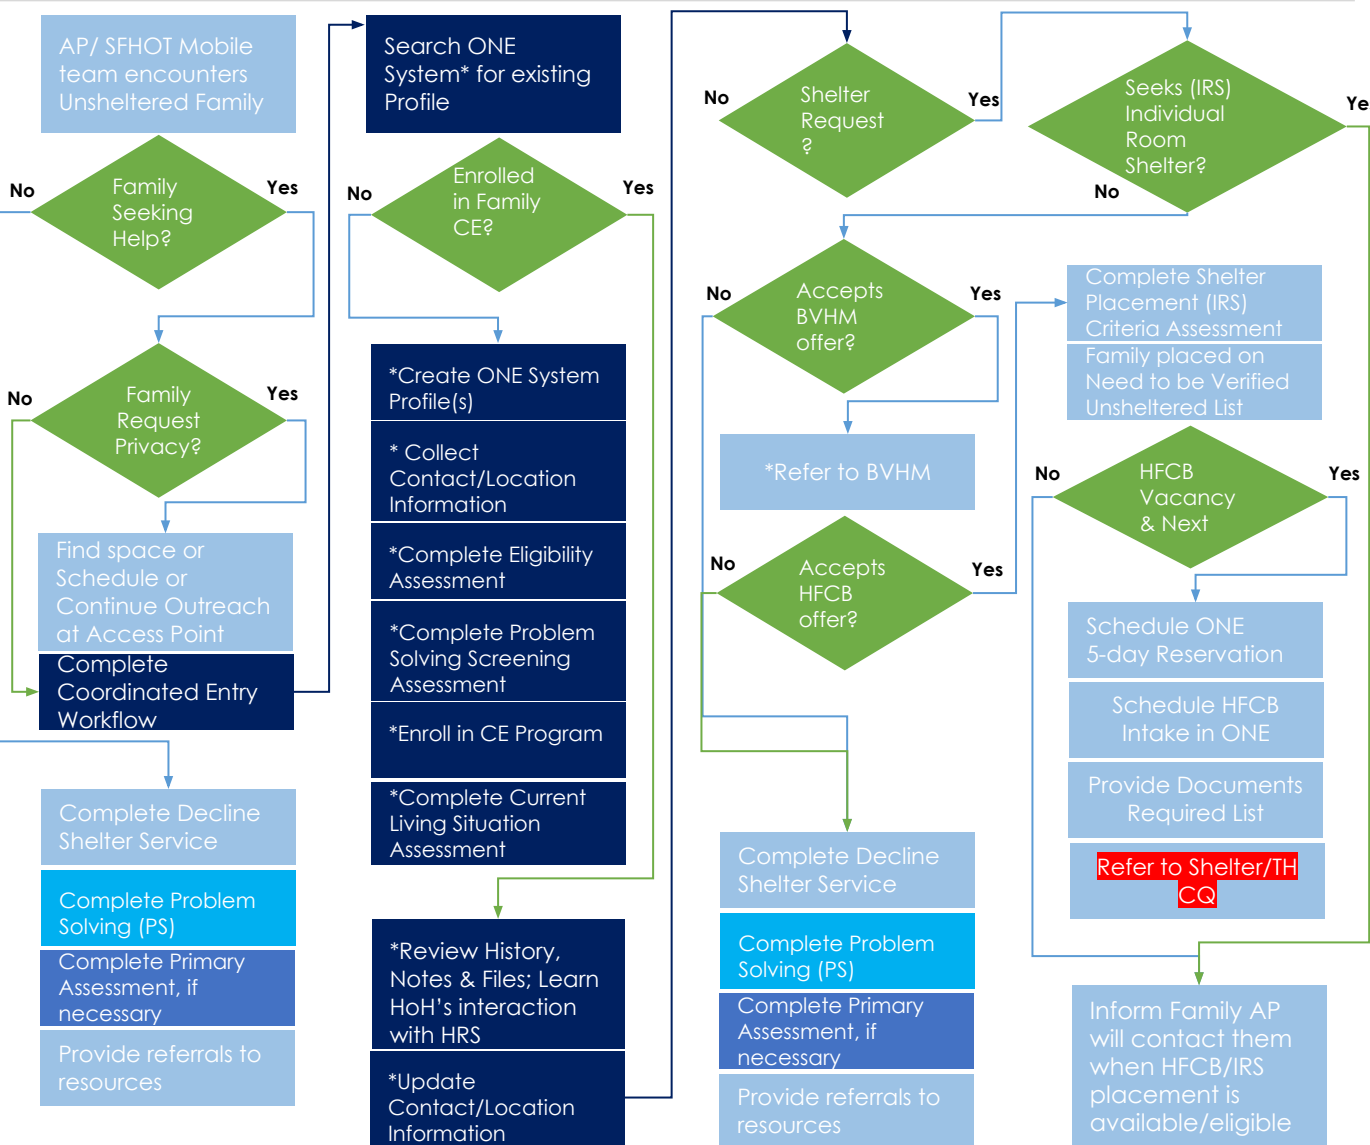 AP/ SFHOT Mobile
team encounters
Unsheltered Family
No
Family
Seeking
Help?
Yes
No
Family
Request
Privacy?
Yes
Find space or
Schedule or
Continue Outreach
at Access Point
Complete
Coordinated Entry
Workflow
Complete Decline
Shelter Service
Complete Problem
Solving (PS)
Complete Primary
Assessment, if
necessary
Provide referrals to
resources
Search ONE
System* for existing
Profile
No
Enrolled
in Family
CE?
Yes
*Create ONE System
Profile(s)
* Collect
Contact/Location
Information
*Complete Eligibility
Assessment
*Complete Problem
Solving Screening
Assessment
*Enroll in CE Program
*Complete Current
Living Situation
Assessment
*Review History,
Notes & Files; Learn
HoH's interaction
with HRS
*Update
Contact/Location
Information
No
Shelter
Request
?
Yes
Seeks (IRS)
Individual
Room
Shelter?
Ye
No
No
Accepts
BVHM
offer?
Yes
*Refer to BVHM
No
Accepts
HFCB
offer?
Yes
Complete Decline
Shelter Service
Complete Problem
Solving (PS)
Complete Primary
Assessment, if
necessary
Provide referrals to
resources
Complete Shelter
Placement (IRS)
Criteria Assessment
Family placed on
Need to be Verified
Unsheltered List
No
HFCB
Vacancy
& Next
Yes
Schedule ONE
5-day Reservation
Schedule HFCB
Intake in ONE
Provide Documents
Required List
Refer to Shelter/TH
CQ
Inform Family AP
will contact them
when HFCB/IRS
placement is
available/eligible